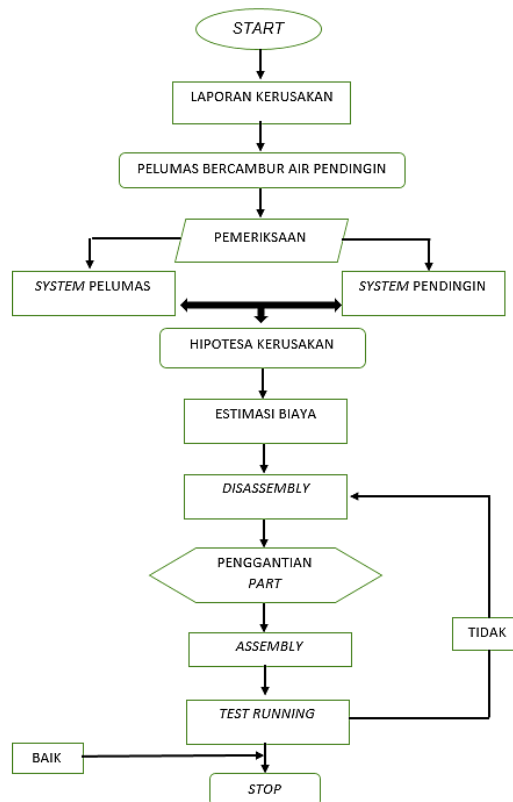 START
LAPORAN KERUSAKAN
PELUMAS BERCAMBUR AIR PENDINGIN
PEMERIKSAAN
SYSTEM PELUMAS
SYSTEM PENDINGIN
HIPOTESA KERUSAKAN
ESTIMASI BIAYA
DISASSEMBLY
PENGGANTIAN
PART
TIDAK
ASSEMBLY
TEST RUNNING
BAIK
STOP